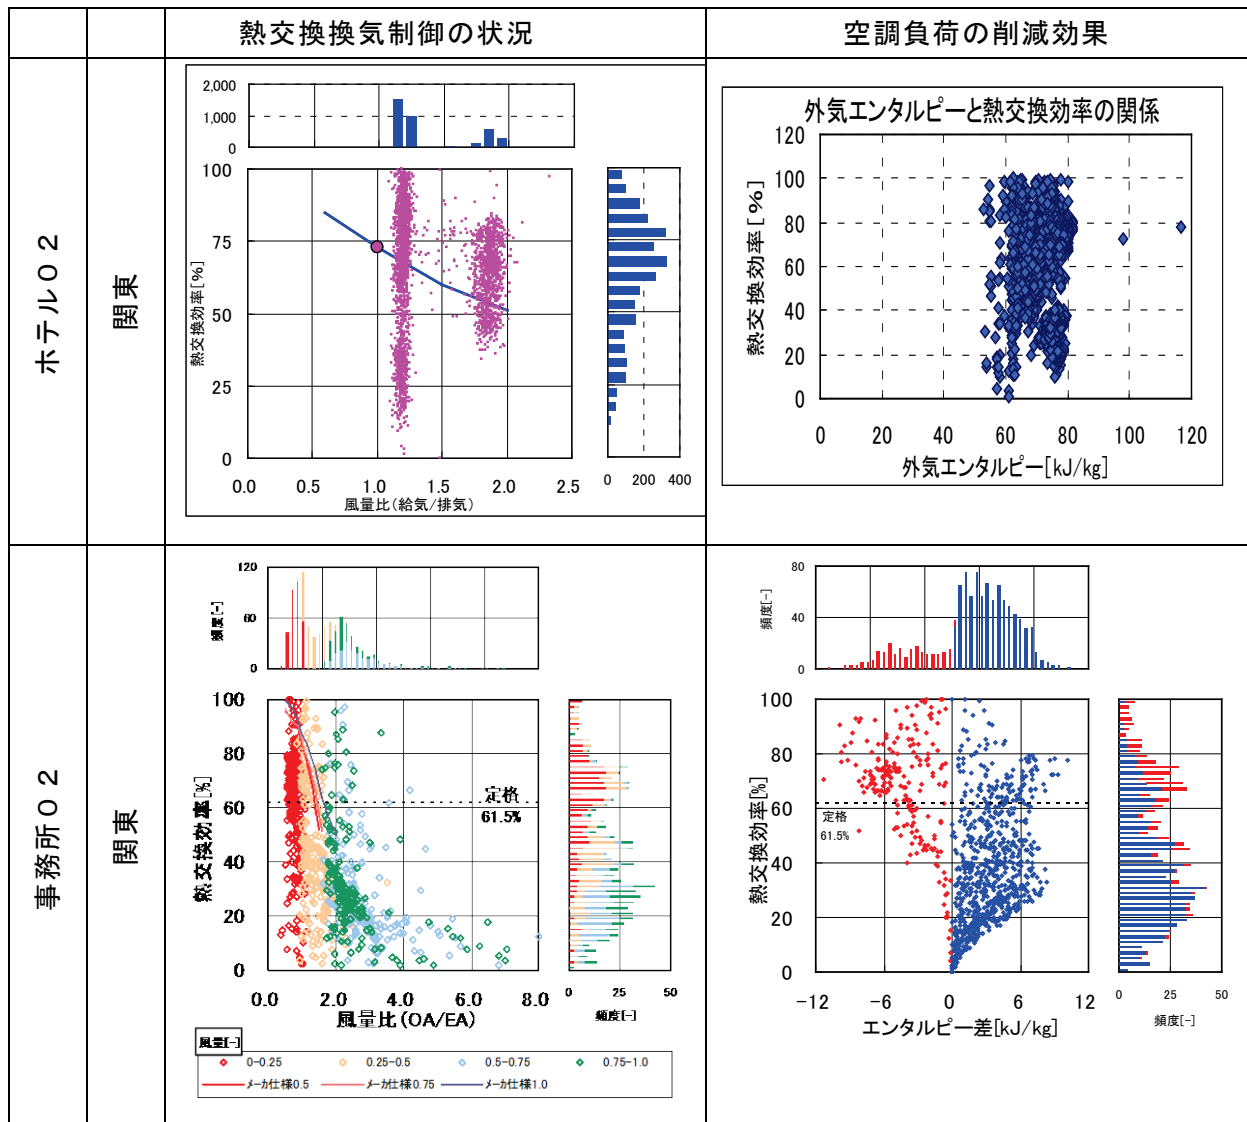 熱交換換気制御の状況
空調負荷の削減効果
ホテル02
関東
2,000
1,000
0
100
75
50
25
0
熱交換効率[%]
0.0 0.5 1.0 1.5 2.0 2.5
風量比(給気/排気)
0 200 400
外気エンタルピーと熱交換効率の関係
120
100
80
60
40
20
0
熱交換効率[%]
0 20 40 60 80 100 120
外気エンタルピー[kJ/kg]
事務所02
関東
120
60
0
頻度[-]
100
80
60
40
20
0
熱交換効率[%]
定格
61.5%
0.0 2.0 4.0 6.0 8.0
風量比(OA/EA)
0 25 50
頻度[-]
風量[-]
0-0.25 0.25-0.5 0.5-0.75 0.75-1.0
メーカ仕様0.5 メーカ仕様0.75 メーカ仕様1.0
80
40
0
頻度[-]
100
80
60
40
20
0
熱交換効率[%]
定格
61.5%
-12 -6 0 6 12
エンタルピー差[kJ/kg]
0 25 50
頻度[-]